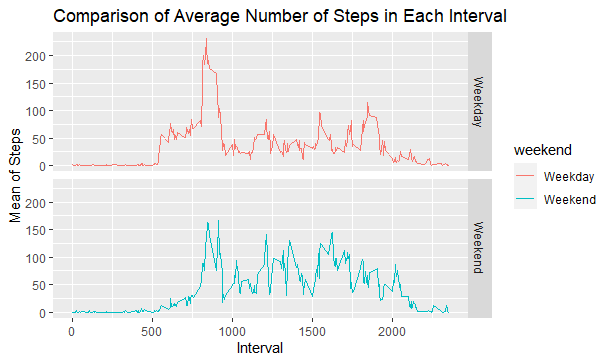 Comparison of Average Number of Steps in Each Interval
Mean of Steps
200
150
100
50
0
Weekday
200
150
100
50
0
Weekend
0 500 1000 1500 2000
Interval
weekend
Weekday
Weekend